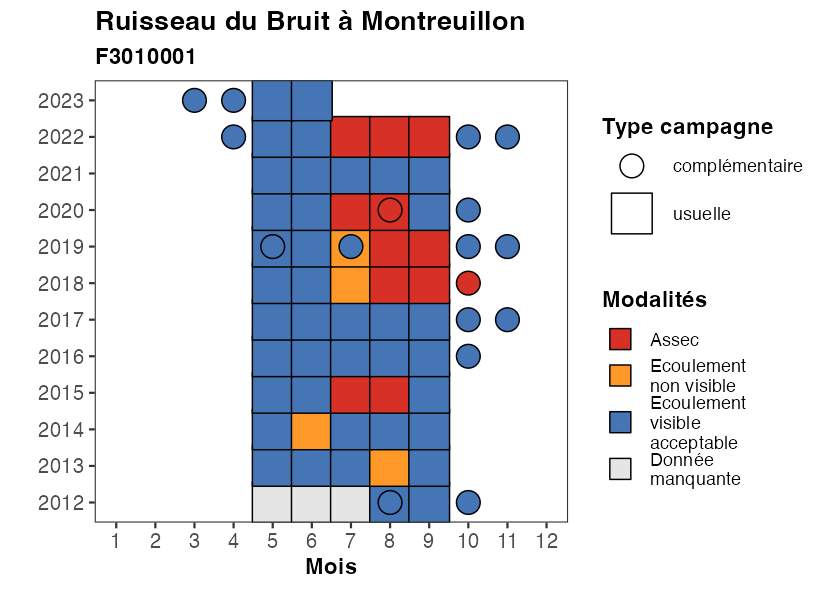 Ruisseau du Bruit à Montreuillon
F3010001
2023
2022
2021
2020
2019
2018
2017
2016
2015
2014
2013
2012
1 2 3 4 5 6 7 8 9 10 11 12
Mois
Type campagne
complémentaire
usuelle
Modalités
Assec
Ecoulement
non visible
Ecoulement
visible
acceptable
Donnée
manquante